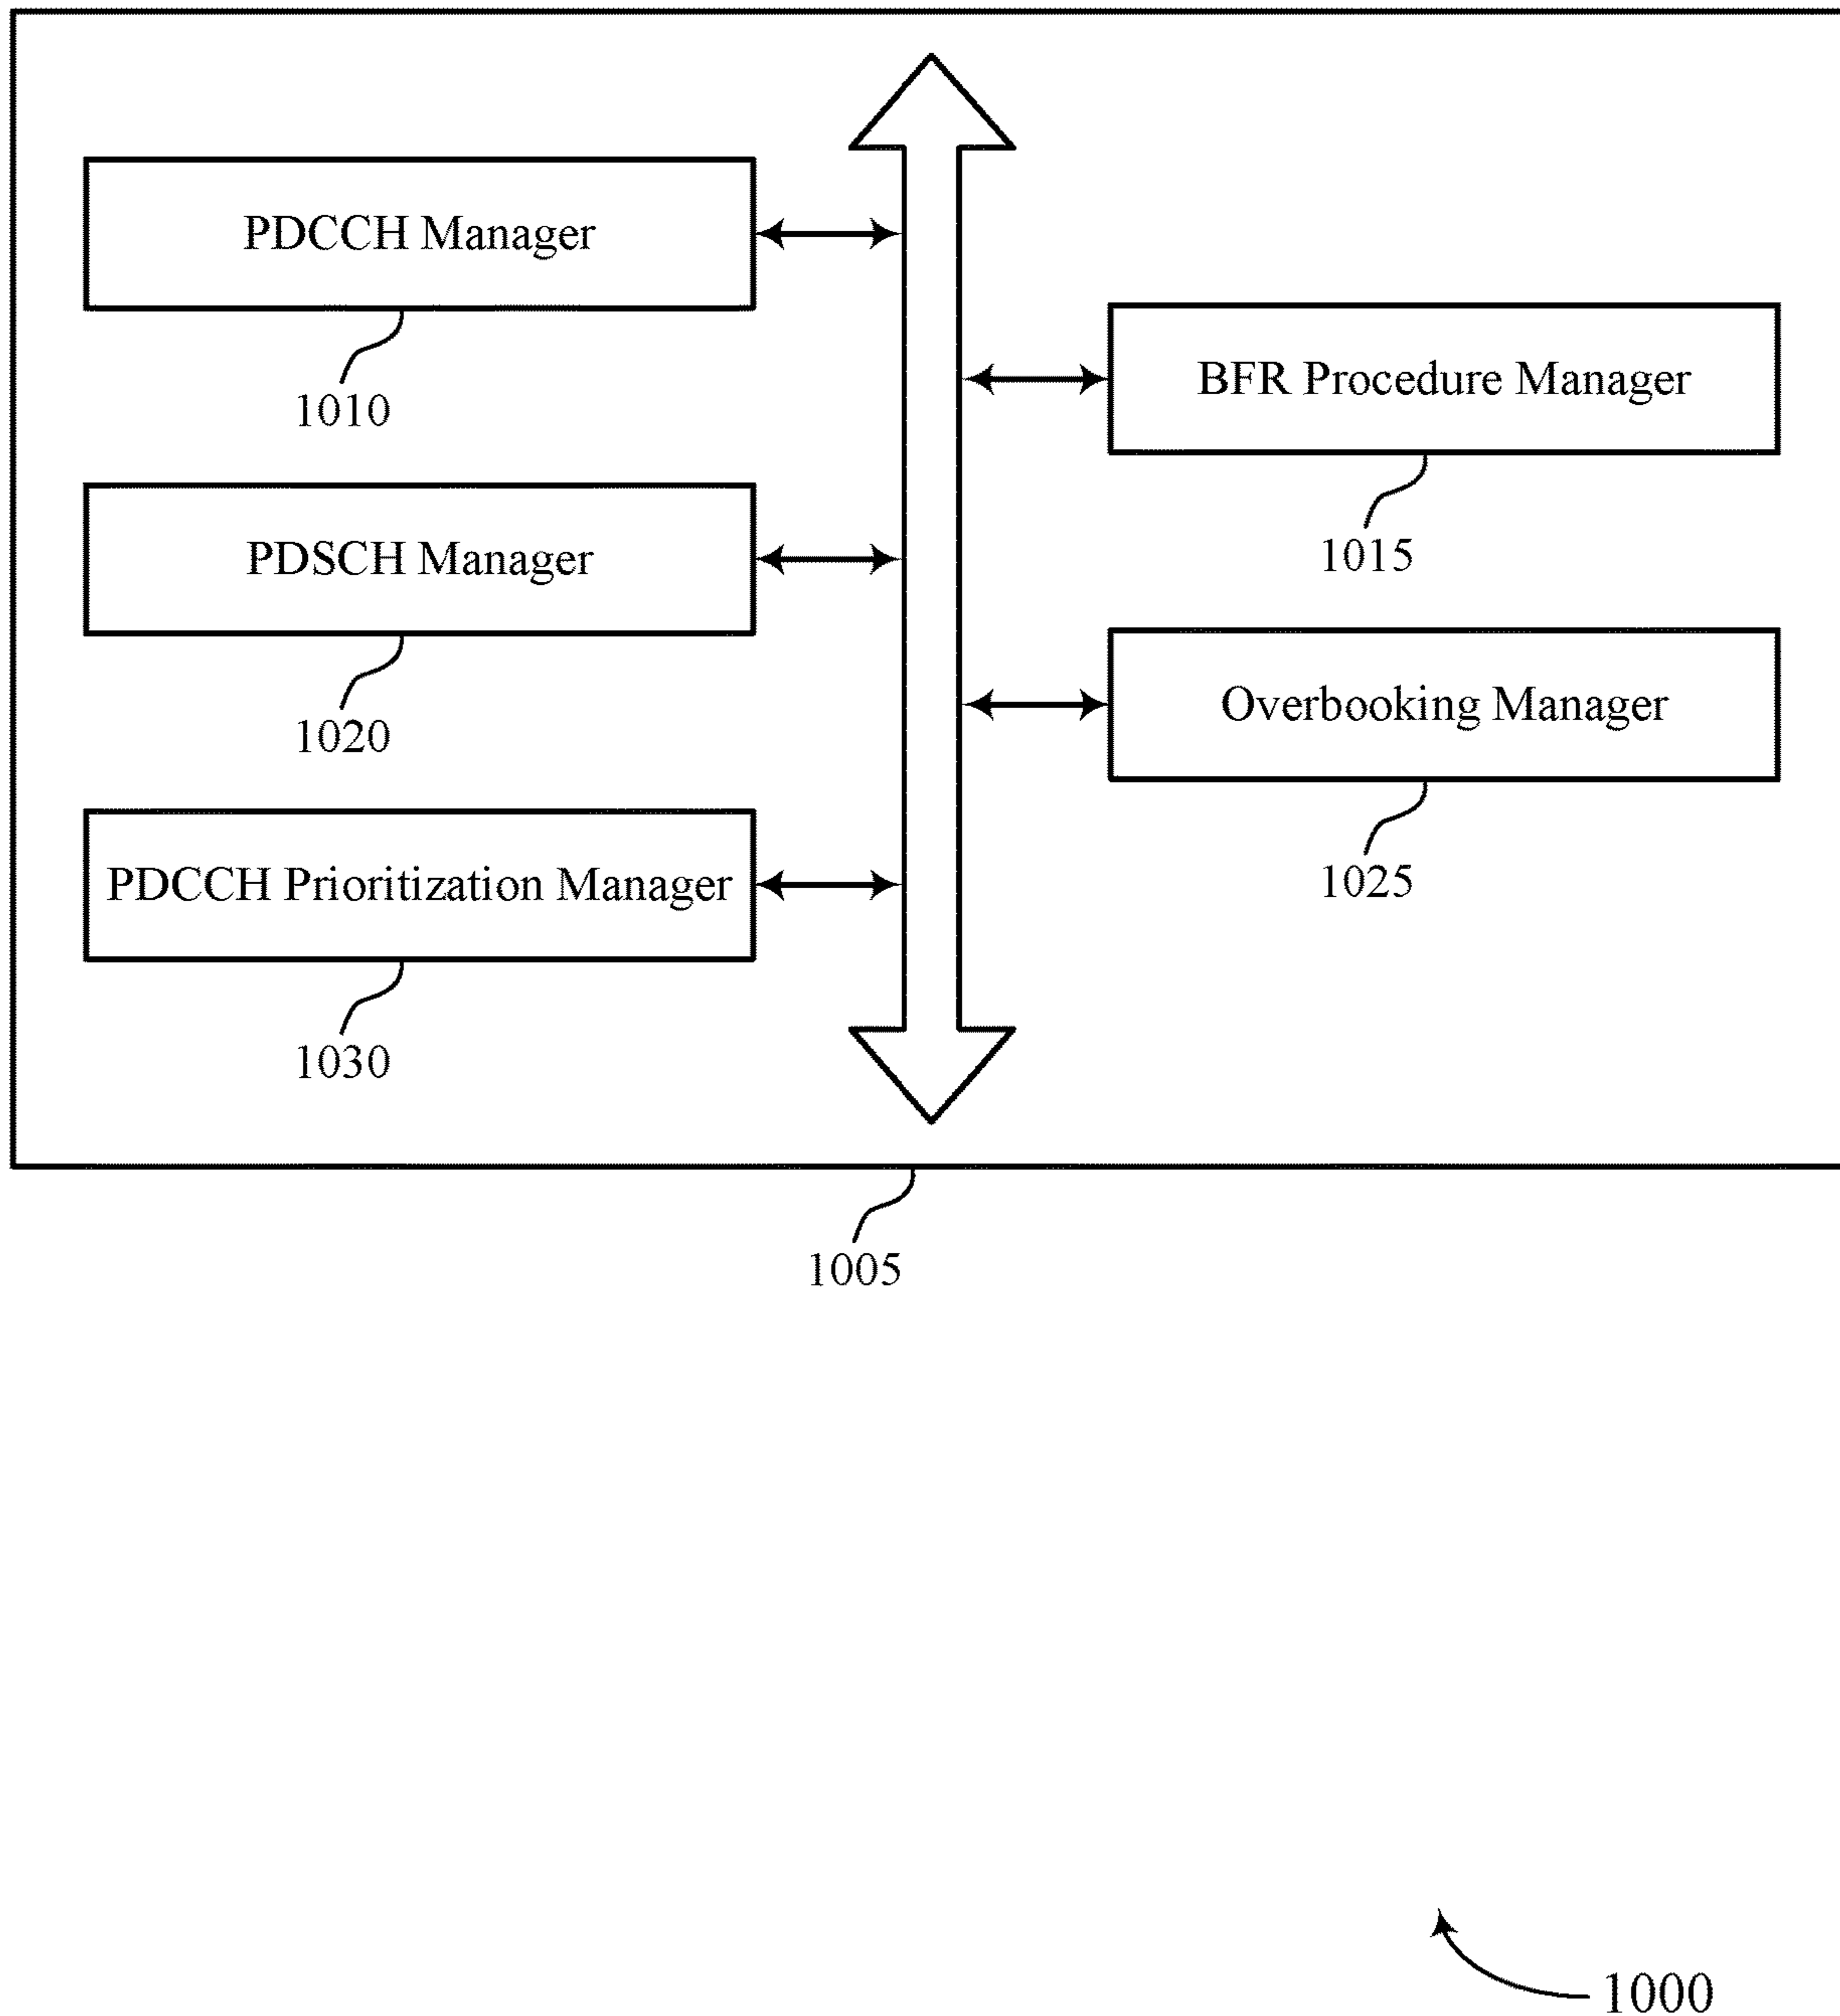 PDCCH Manager
1010
BFR Procedure Manager
1015
PDSCH Manager
1020
Overbooking Manager
1025
PDCCH Prioritization Manager
1030
1005
1000